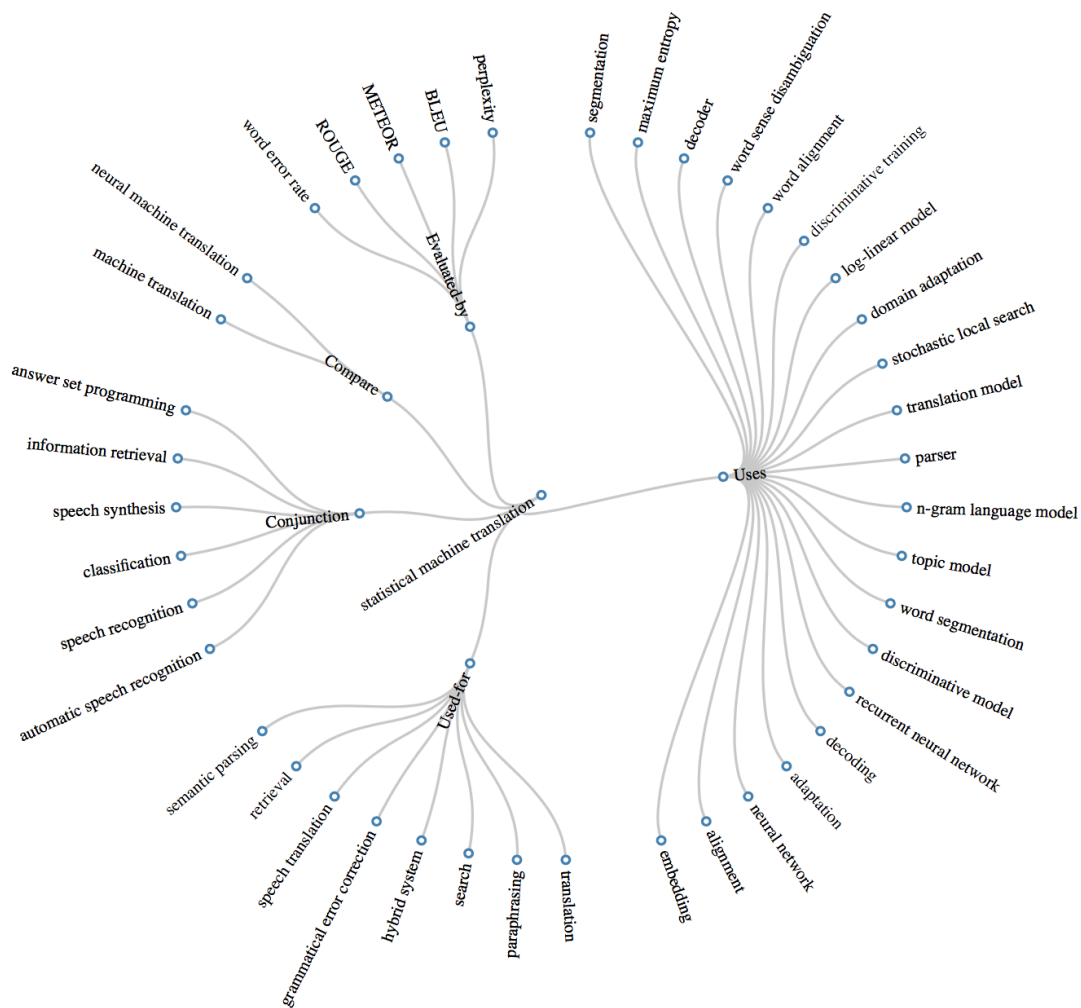 statistical machine translation
Evaluated-by
word error rate
ROUGE
METEOR
BLEU
perplexity
Compare
neural machine translation
machine translation
Conjunction
answer set programming
information retrieval
speech synthesis
classification
speech recognition
automatic speech recognition
Used-for
semantic parsing
retrieval
speech translation
grammatical error correction
hybrid system
search
paraphrasing
translation
Uses
segmentation
maximum entropy
decoder
word sense disambiguation
word alignment
discriminative training
log-linear model
domain adaptation
stochastic local search
translation model
parser
n-gram language model
topic model
word segmentation
discriminative model
recurrent neural network
decoding
adaptation
neural network
alignment
embedding